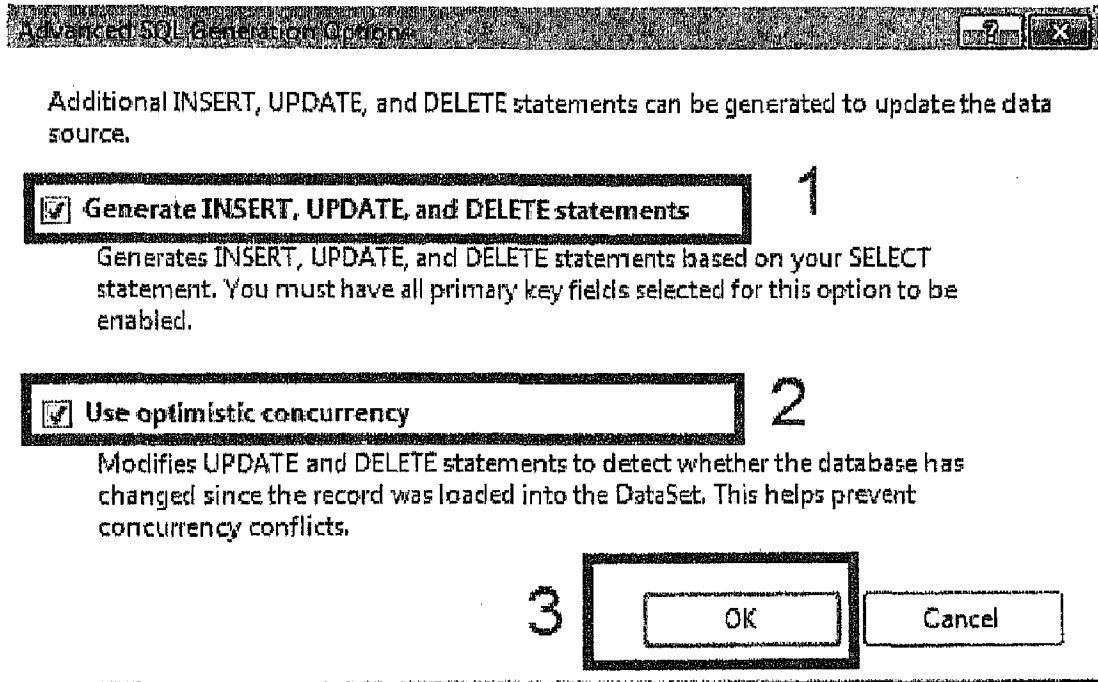 Advanced SQL Generation Options
?
X
Additional INSERT, UPDATE, and DELETE statements can be generated to update the data
source.
1
Generate INSERT, UPDATE, and DELETE statements
Generates INSERT, UPDATE, and DELETE statements based on your SELECT
statement. You must have all primary key fields selected for this option to be
enabled.
2
Use optimistic concurrency
Modifies UPDATE and DELETE statements to detect whether the database has
changed since the record was loaded into the DataSet. This helps prevent
concurrency conflicts.
3
OK Cancel